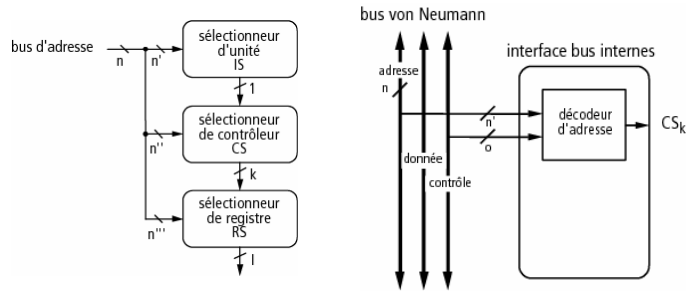 bus d'adresse
n
n'
sélectionneur
d'unité
IS
1
n''
sélectionneur
de contrôleur
CS
k
n'''
sélectionneur
de registre
RS
l
bus von Neumann
adresse
n
donnée
contrôle
interface bus internes
n'
o
décodeur
d'adresse
CSk